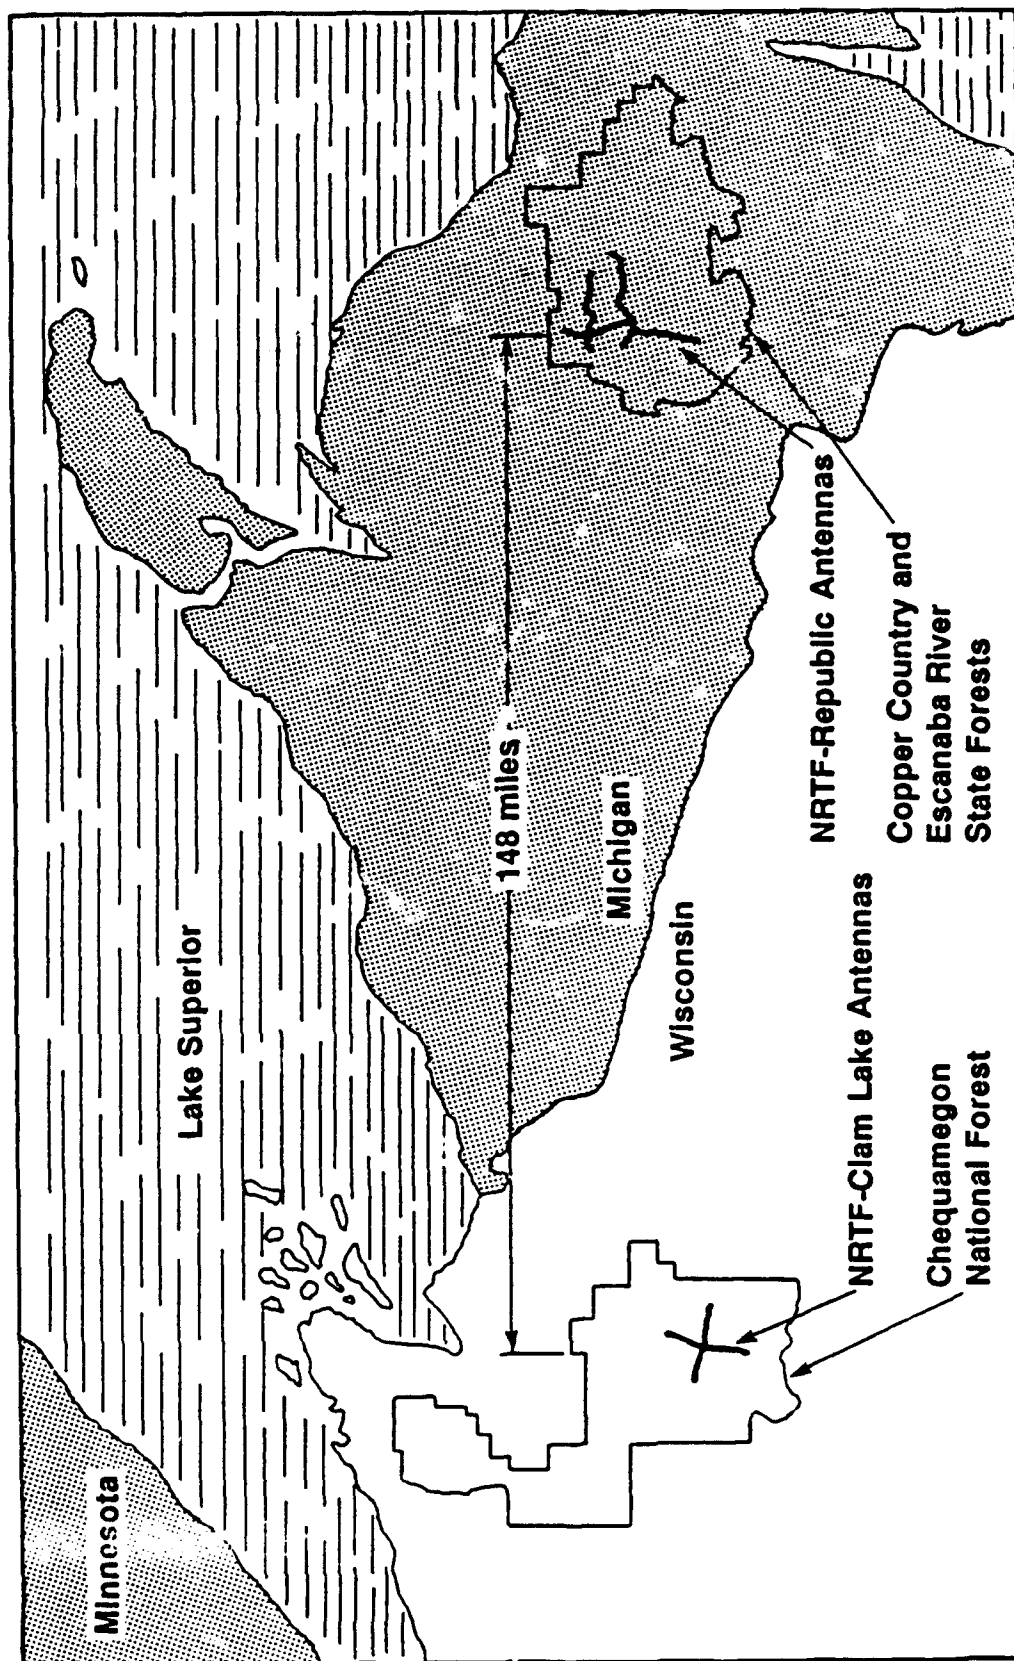 Minnesota
Lake Superior
148 miles
Michigan
Wisconsin
NRTF-Clam Lake Antennas
Chequamegon
National Forest
NRTF-Republic Antennas
Copper Country and
Escanaba River
State Forests